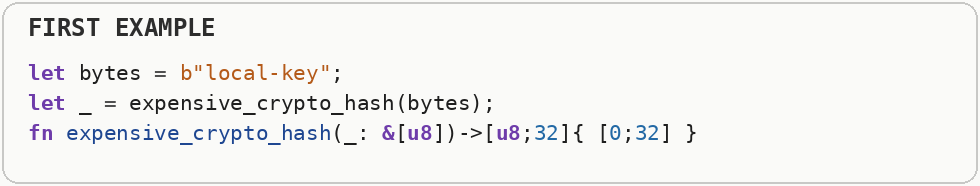 FIRST EXAMPLE
let bytes = b"local-key";
let _ = expensive_crypto_hash(bytes);
fn expensive_crypto_hash(_: &[u8])->[u8;32]{ [0;32] }